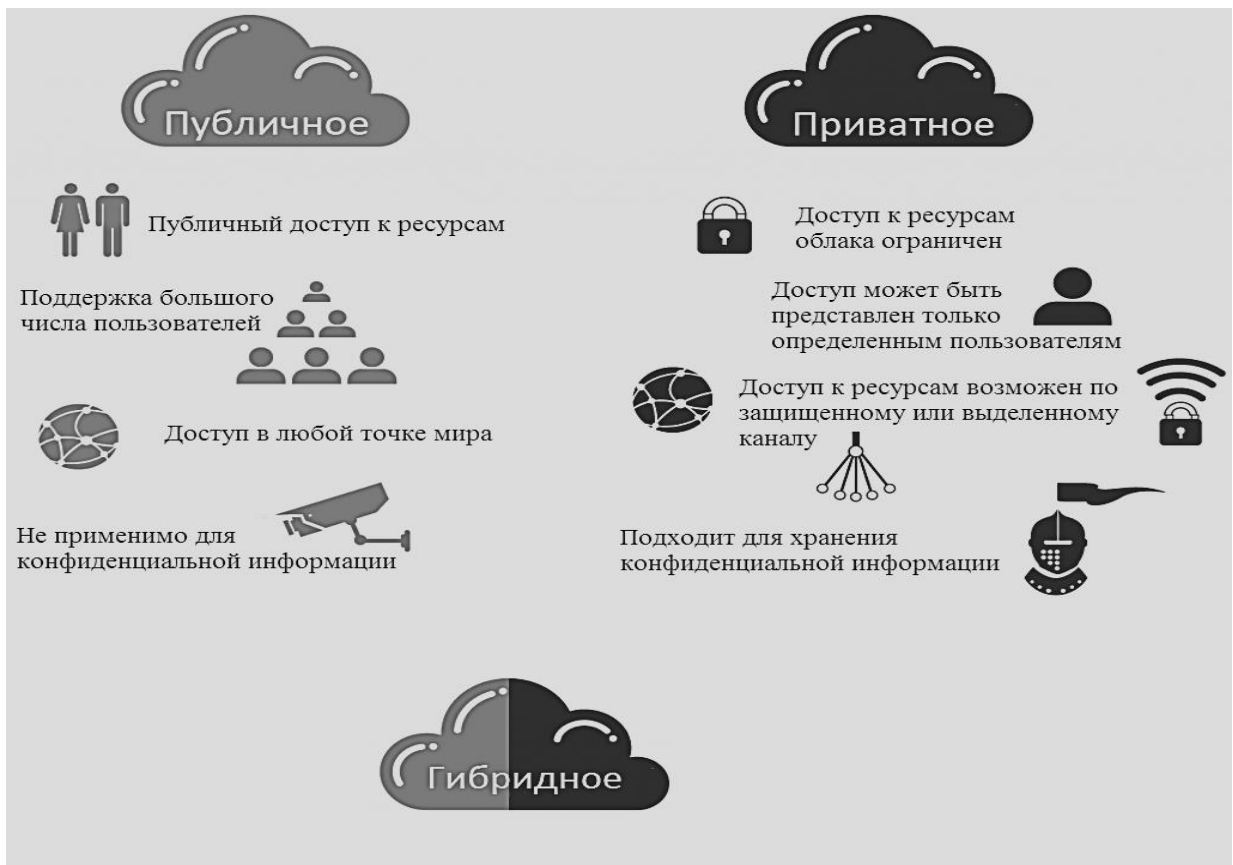 Публичное
Публичный доступ к ресурсам
Поддержка большого
числа пользователей
Доступ в любой точке мира
Не применимо для
конфиденциальной информации
Приватное
Доступ к ресурсам
облака ограничен
Доступ может быть
представлен только
определенным пользователям
Доступ к ресурсам возможен по
защищенному или выделенному
каналу
Подходит для хранения
конфиденциальной информации
Гибридное